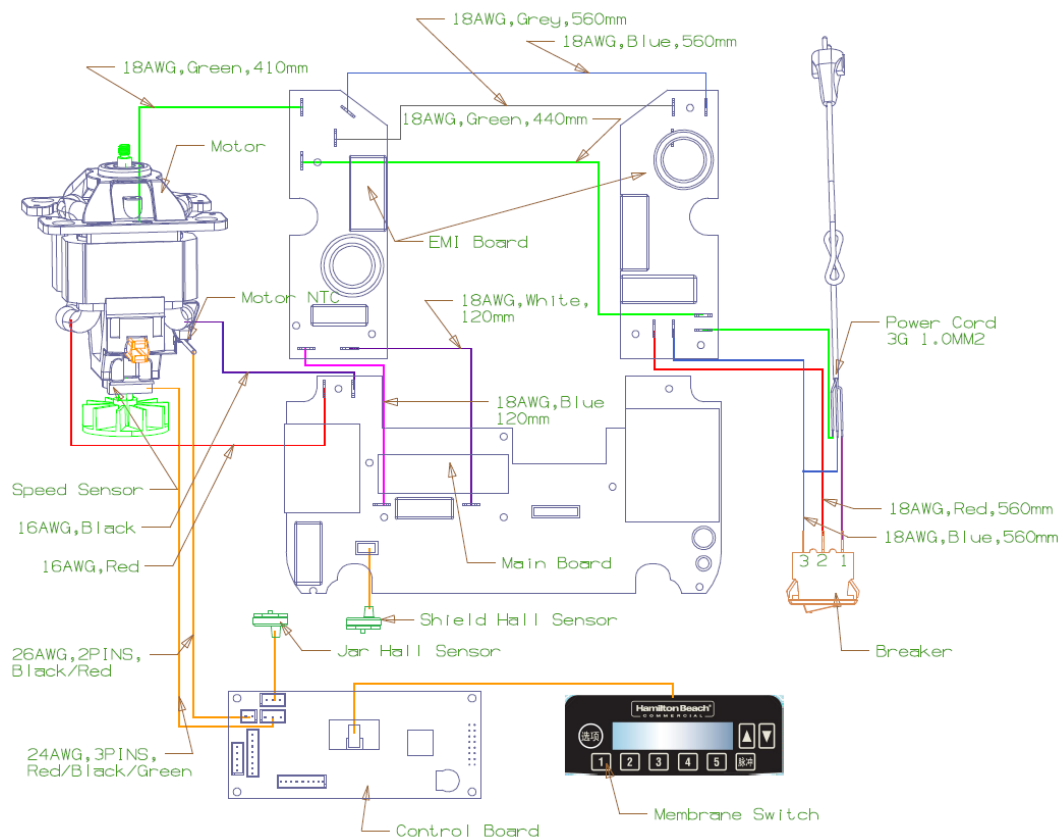 18AWG,Grey,560mm
18AWG,Blue,560mm
18AWG,Green,410mm
18AWG,Green,440mm
Motor
EMI Board
Motor NTC
18AWG,White,
120mm
Power Cord
3G 1.0MM2
18AWG,Blue
120mm
Speed Sensor
16AWG,Black
18AWG,Red,560mm
18AWG,Blue,560mm
16AWG,Red
Main Board
3 2 1
Shield Hall Sensor
Jar Hall Sensor
Breaker
26AWG,2PINS,
Black/Red
Hamilton Beach
COMMERCIAL
选项
1 2 3 4 5 脉冲
24AWG,3PINS,
Red/Black/Green
Membrane Switch
Control Board